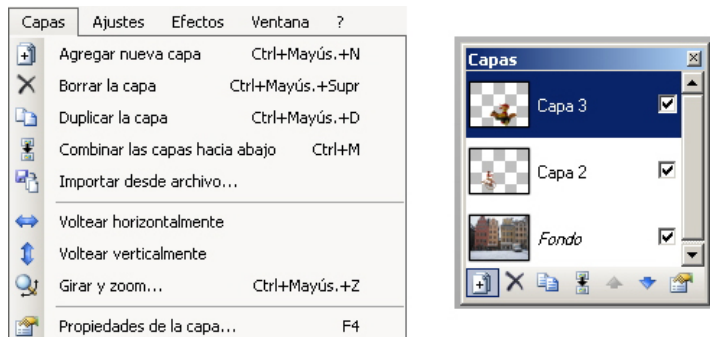 Capas Ajustes Efectos Ventana ?
Agregar nueva capa Ctrl+Mayús.+N
Borrar la capa Ctrl+Mayús.+Supr
Duplicar la capa Ctrl+Mayús.+D
Combinar las capas hacia abajo Ctrl+M
Importar desde archivo...
Voltear horizontalmente
Voltear verticalmente
Girar y zoom... Ctrl+Mayús.+Z
Propiedades de la capa... F4
Capas
Capa 3
Capa 2
Fondo